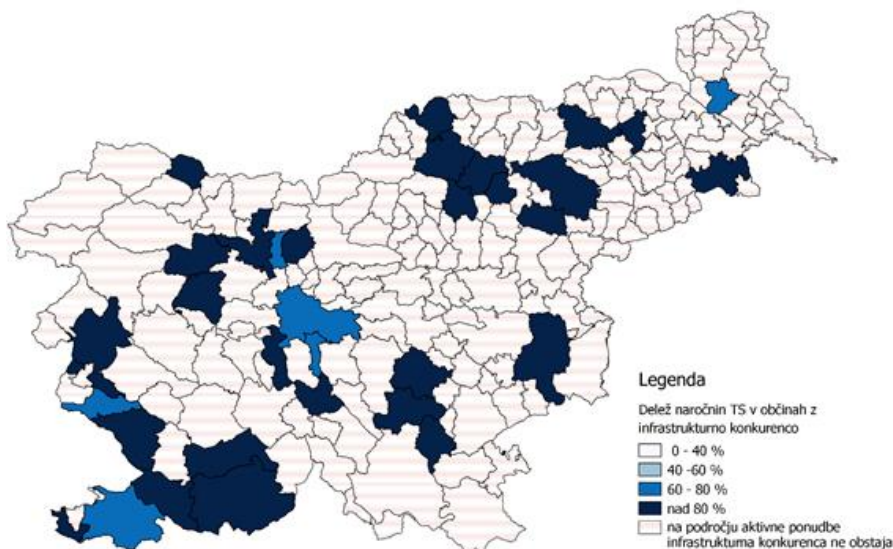 Legenda
Delež naročnin TS v občinah z
infrastrukturno konkurenco
0 - 40 %
40 -60 %
60 - 80 %
nad 80 %
na področju aktivne ponudbe
infrastrukturna konkurenca ne obstaja